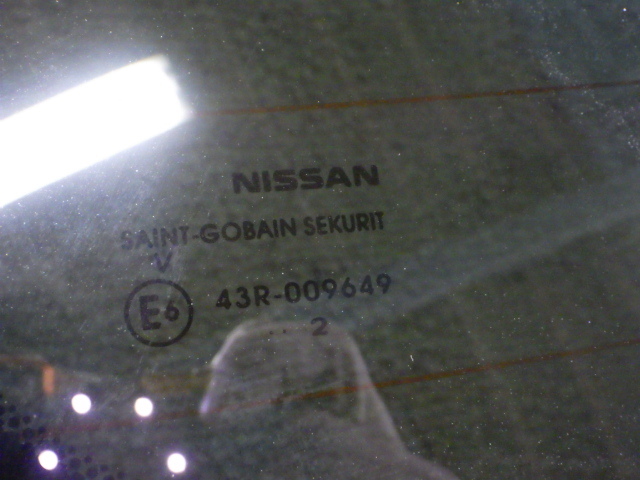 NISSAN
SAINT-GOBAIN SEKURIT
V
E6 43R-009649
2